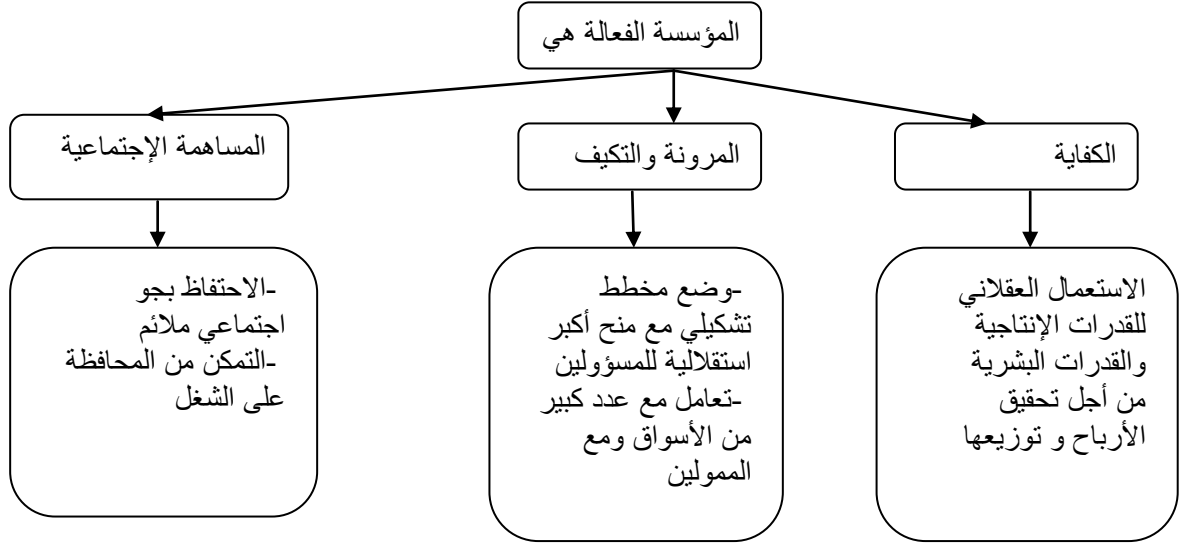 المؤسسة الفعالة هي
الكفاية
المرونة والتكيف
المساهمة الإجتماعية
الاستعمال العقلاني
للقدرات الإنتاجية
والقدرات البشرية
من أجل تحقيق
الأرباح و توزيعها
-وضع مخطط
تشكيلي مع منح أكبر
استقلالية للمسؤولين
-تعامل مع عدد كبير
من الأسواق ومع
الممولين
-الاحتفاظ بجو
اجتماعي ملائم
-التمكن من المحافظة
على الشغل